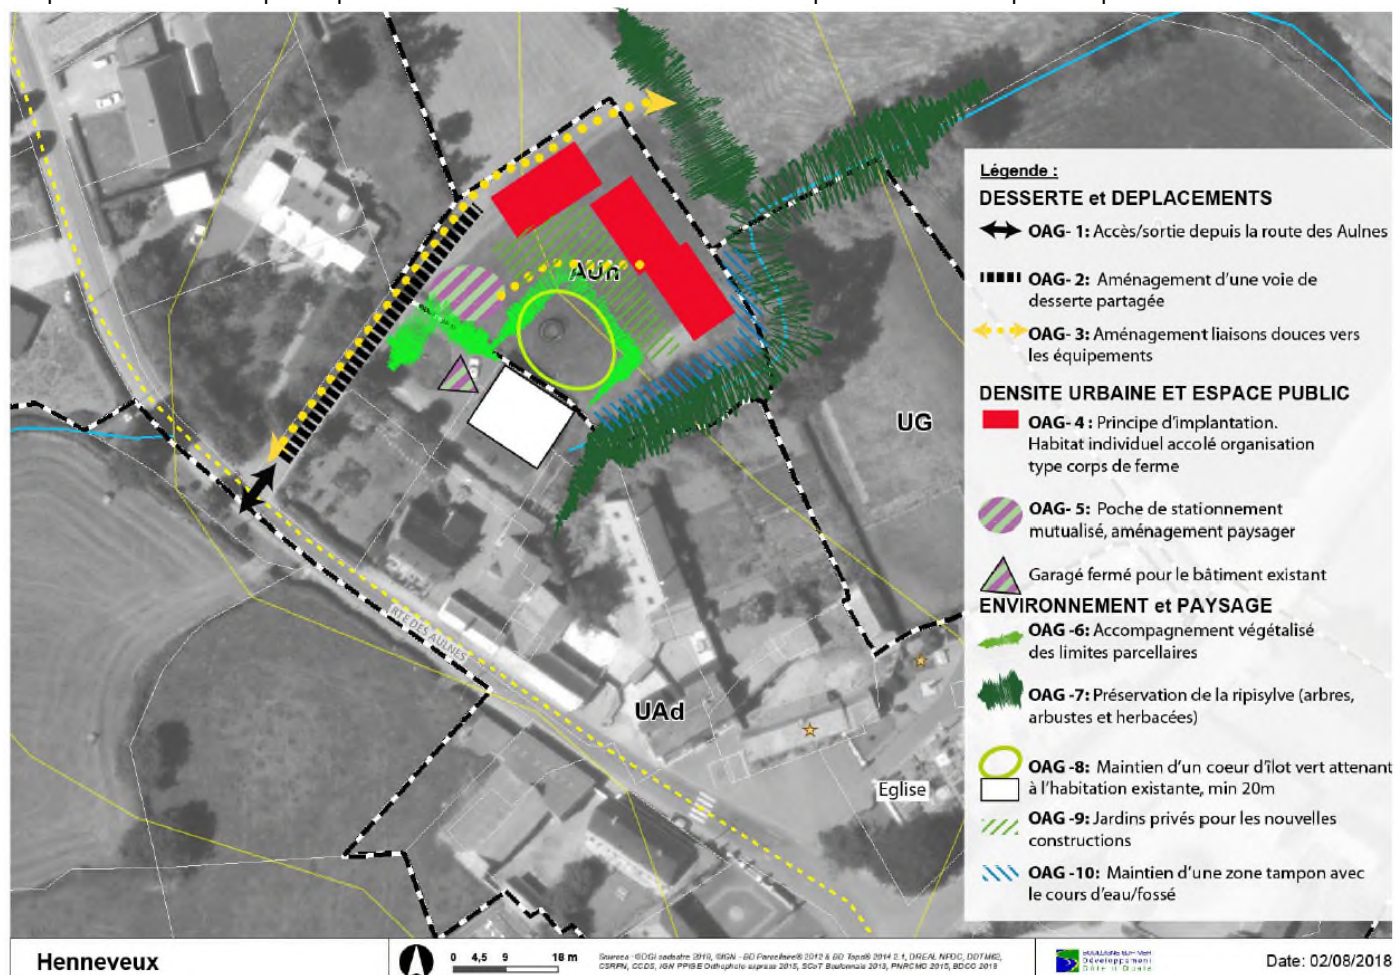 AUn
UG
RTE DES AULNES
UAd
Eglise
Légende :
DESSERTE et DEPLACEMENTS
OAG- 1: Accès/sortie depuis la route des Aulnes
OAG- 2: Aménagement d'une voie de
desserte partagée
OAG- 3: Aménagement liaisons douces vers
les équipements
DENSITE URBAINE ET ESPACE PUBLIC
OAG- 4 : Principe d'implantation.
Habitat individuel accolé organisation
type corps de ferme
OAG- 5: Poche de stationnement
mutualisé, aménagement paysager
Garagé fermé pour le bâtiment existant
ENVIRONNEMENT et PAYSAGE
OAG -6: Accompagnement végétalisé
des limites parcellaires
OAG -7: Préservation de la ripisylve (arbres,
arbustes et herbacées)
OAG -8: Maintien d'un coeur d'îlot vert attenant
à l'habitation existante, min 20m
OAG -9: Jardins privés pour les nouvelles
constructions
OAG -10: Maintien d'une zone tampon avec
le cours d'eau/fossé
Henneveux
0 4,5 9 18 m
BOULOGNE SUR MER
Développement
Côte d'Opale
Date: 02/08/2018